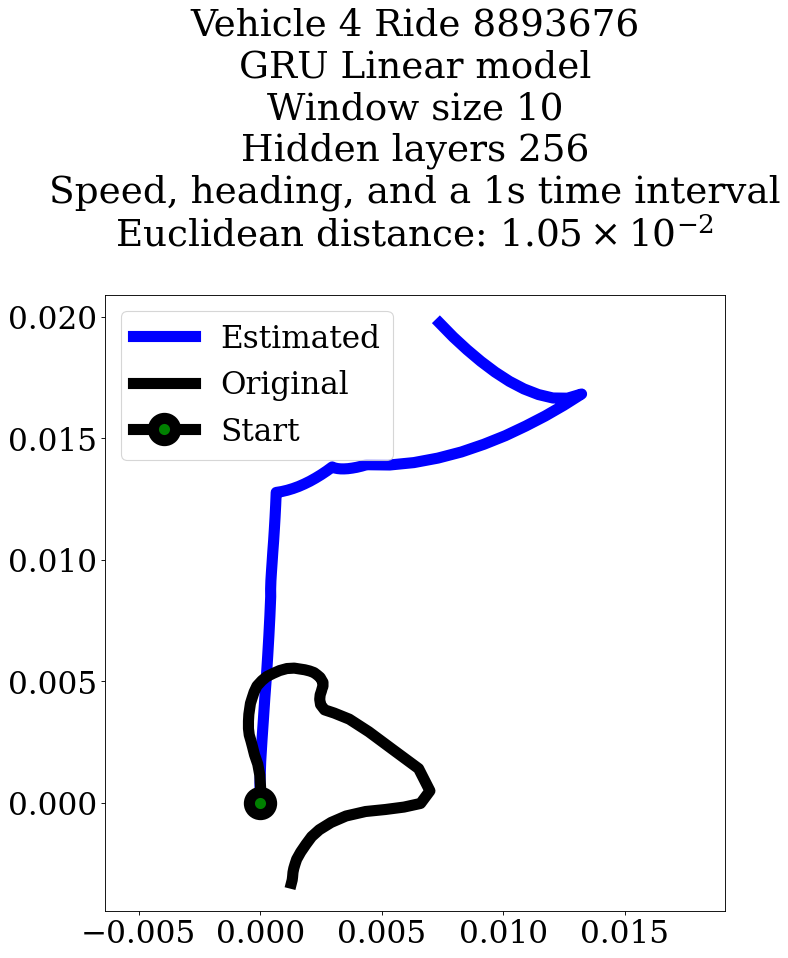 Vehicle 4 Ride 8893676
GRU Linear model
Window size 10
Hidden layers 256
Speed, heading, and a 1s time interval
Euclidean distance: 1.05 × 10⁻²
Estimated
Original
Start
0.020
0.015
0.010
0.005
0.000
−0.005 0.000 0.005 0.010 0.015